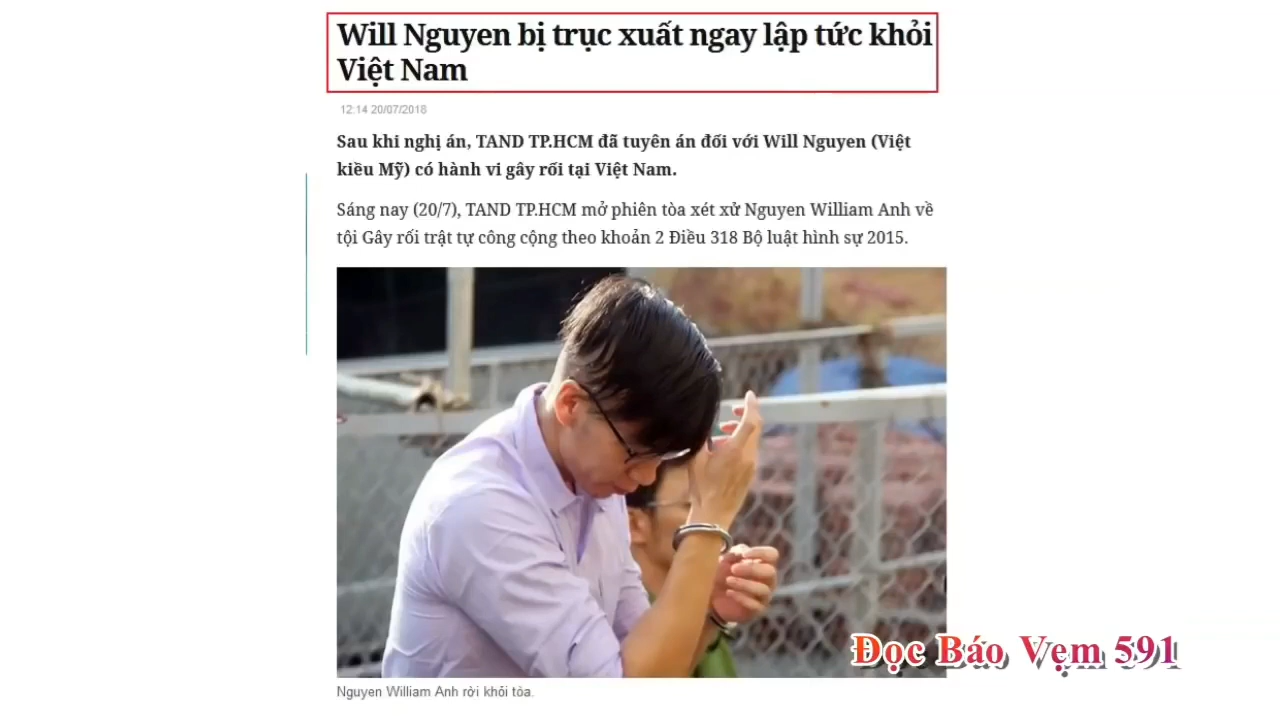 Will Nguyen bị trục xuất ngay lập tức khỏi
Việt Nam
12:14 20/07/2018
Sau khi nghị án, TAND TP.HCM đã tuyên án đối với Will Nguyen (Việt
kiều Mỹ) có hành vi gây rối tại Việt Nam.
Sáng nay (20/7), TAND TP.HCM mở phiên tòa xét xử Nguyen William Anh về
tội Gây rối trật tự công cộng theo khoản 2 Điều 318 Bộ luật hình sự 2015.
Đọc Báo Vẹm 591
Nguyen William Anh rời khỏi tòa.